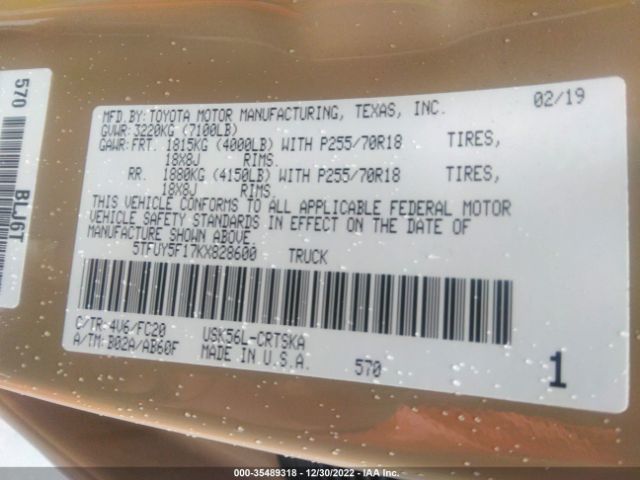 MFD.BY:TOYOTA MOTOR MANUFACTURING, TEXAS, INC. 02/19
GVWR:3220KG (7100LB)
GAWR:FRT. 1815KG (4000LB) WITH P255/70R18 TIRES,
18X8J RIMS.
RR. 1880KG (4150LB) WITH P255/70R18 TIRES,
18X8J RIMS.
THIS VEHICLE CONFORMS TO ALL APPLICABLE FEDERAL MOTOR
VEHICLE SAFETY STANDARDS IN EFFECT ON THE DATE OF
MANUFACTURE SHOWN ABOVE.
5TFUY5F17KX828600 TRUCK
C/TR:4V6/FC20 USK56L-CRTSKA
A/TM:B02A/AB60F MADE IN U.S.A. 570 1
570 BLJ6T
000-35489318 - 12/30/2022 - IAA Inc.